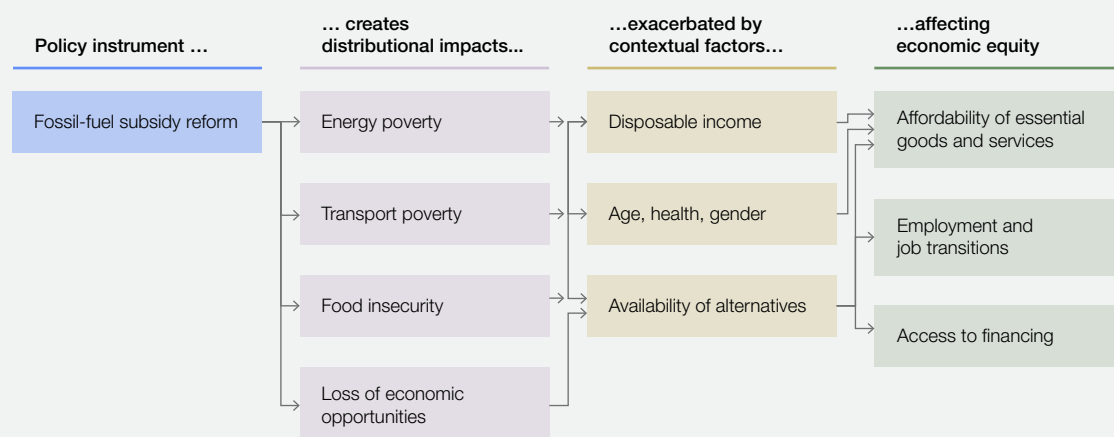 Policy instrument …
… creates
distributional impacts...
…exacerbated by
contextual factors…
…affecting
economic equity
Fossil-fuel subsidy reform
Energy poverty
Transport poverty
Food insecurity
Loss of economic
opportunities
Disposable income
Age, health, gender
Availability of alternatives
Affordability of essential
goods and services
Employment and
job transitions
Access to financing